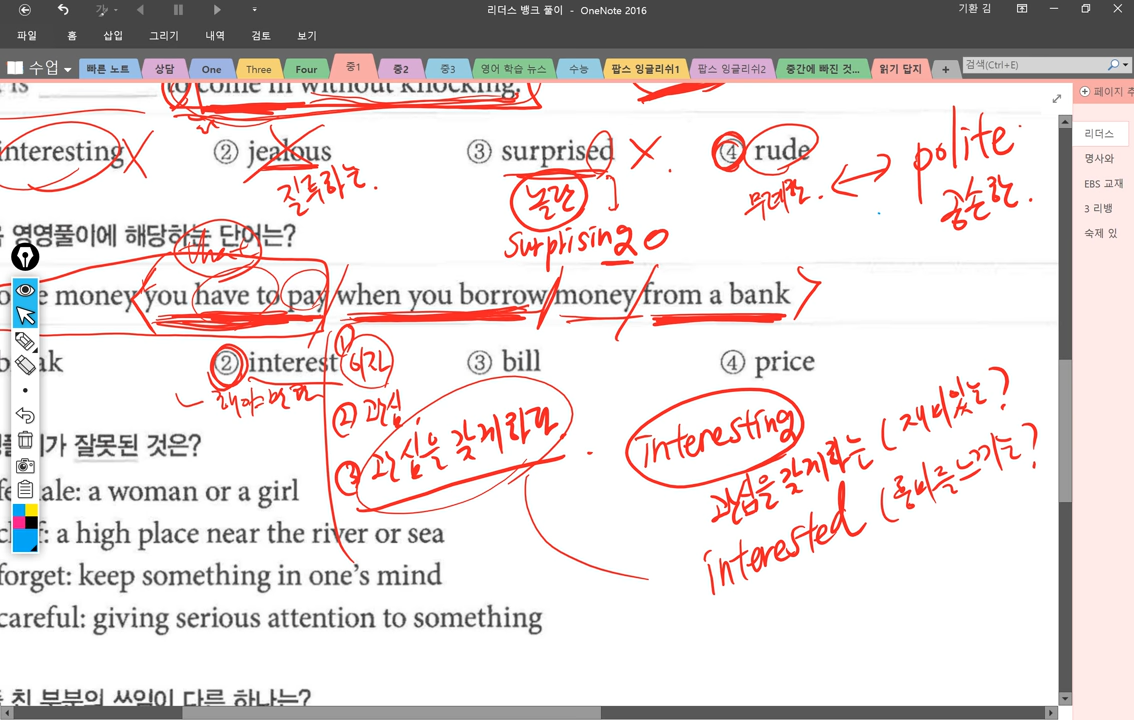 리더스 뱅크 풀이 - OneNote 2016
기환 김
파일 홈 삽입 그리기 내역 검토 보기
수업 빠른 노트 상담 One Three Four 중1 중2 중3 영어 학습 뉴스 수능 팝스 잉글리쉬1 팝스 잉글리쉬2 중간에 빠진 것... 읽기 답지 +
검색(Ctrl+E)
페이지 추
리더스
명사와
EBS 교재
3 리뱅
숙제 있
is to come in without knocking.
interesting X ② jealous ③ surprised X ④ rude polite
질투하는. 놀란 무례한. 공손한.
surprising O
영영풀이에 해당하는 단어는?
that
money you have to pay when you borrow money from a bank
② interest ① 이자 ③ bill ④ price
해야만 한
② 관심
③ 관심을 갖게하다.
interesting
관심을 갖게하는 (재미있는?
interested (흥미를 느끼는?
가 잘못된 것은?
ale: a woman or a girl
: a high place near the river or sea
forget: keep something in one's mind
careful: giving serious attention to something
친 부분의 쓰임이 다른 하나는?